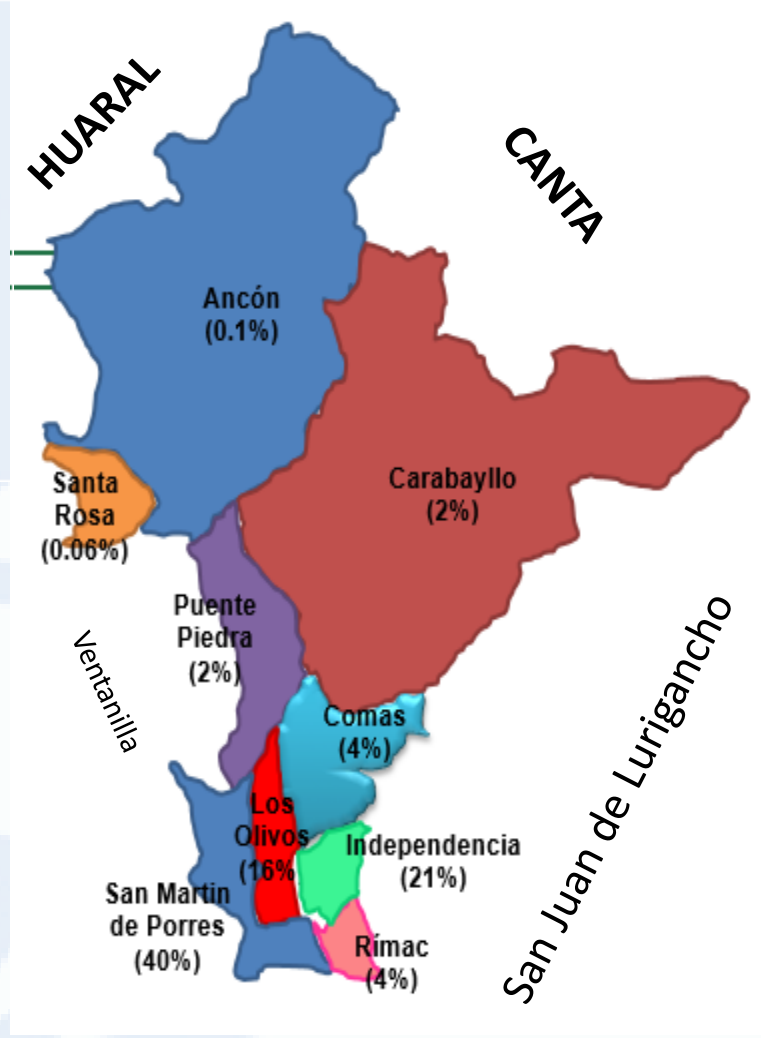 HUARAL
CANTA
Ancón
(0.1%)
Carabayllo
(2%)
Santa
Rosa
(0.06%)
Puente
Piedra
(2%)
Ventanilla
Comas
(4%)
San Juan de Lurigancho
Los
Olivos
(16%
Independencia
(21%)
San Martin
de Porres
(40%)
Rímac
(4%)